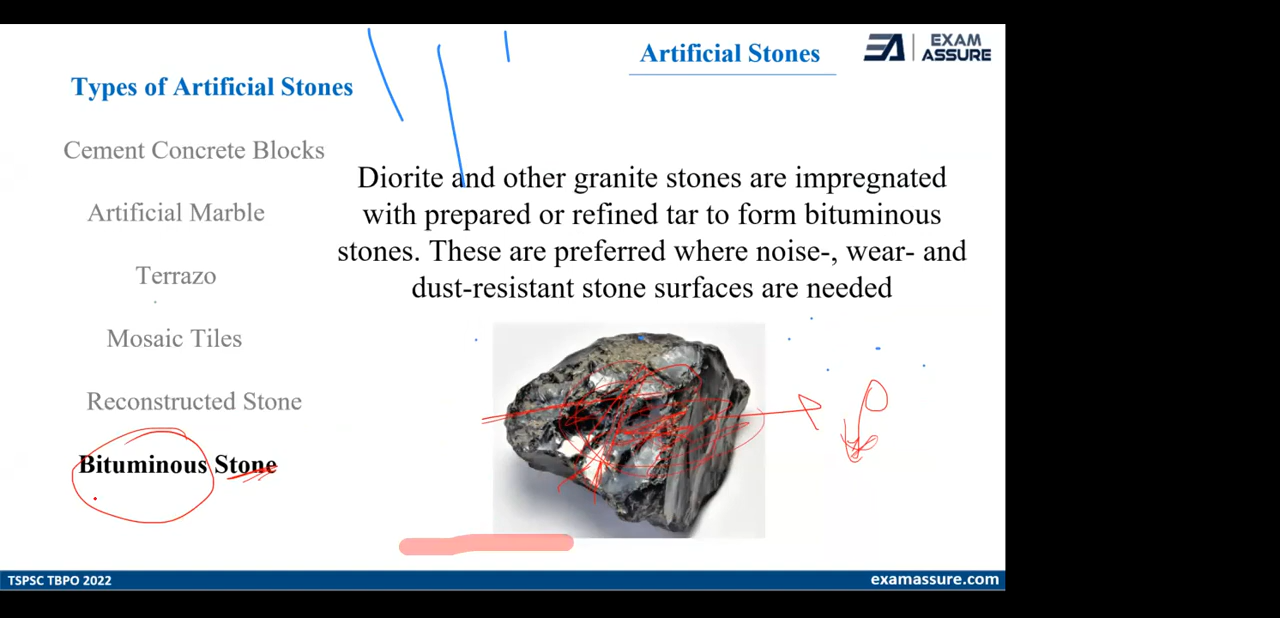 Artificial Stones
EXAM
ASSURE
Types of Artificial Stones
Cement Concrete Blocks
Artificial Marble
Terrazo
Mosaic Tiles
Reconstructed Stone
Bituminous Stone
Diorite and other granite stones are impregnated
with prepared or refined tar to form bituminous
stones. These are preferred where noise-, wear- and
dust-resistant stone surfaces are needed
TSPSC TBPO 2022
examassure.com